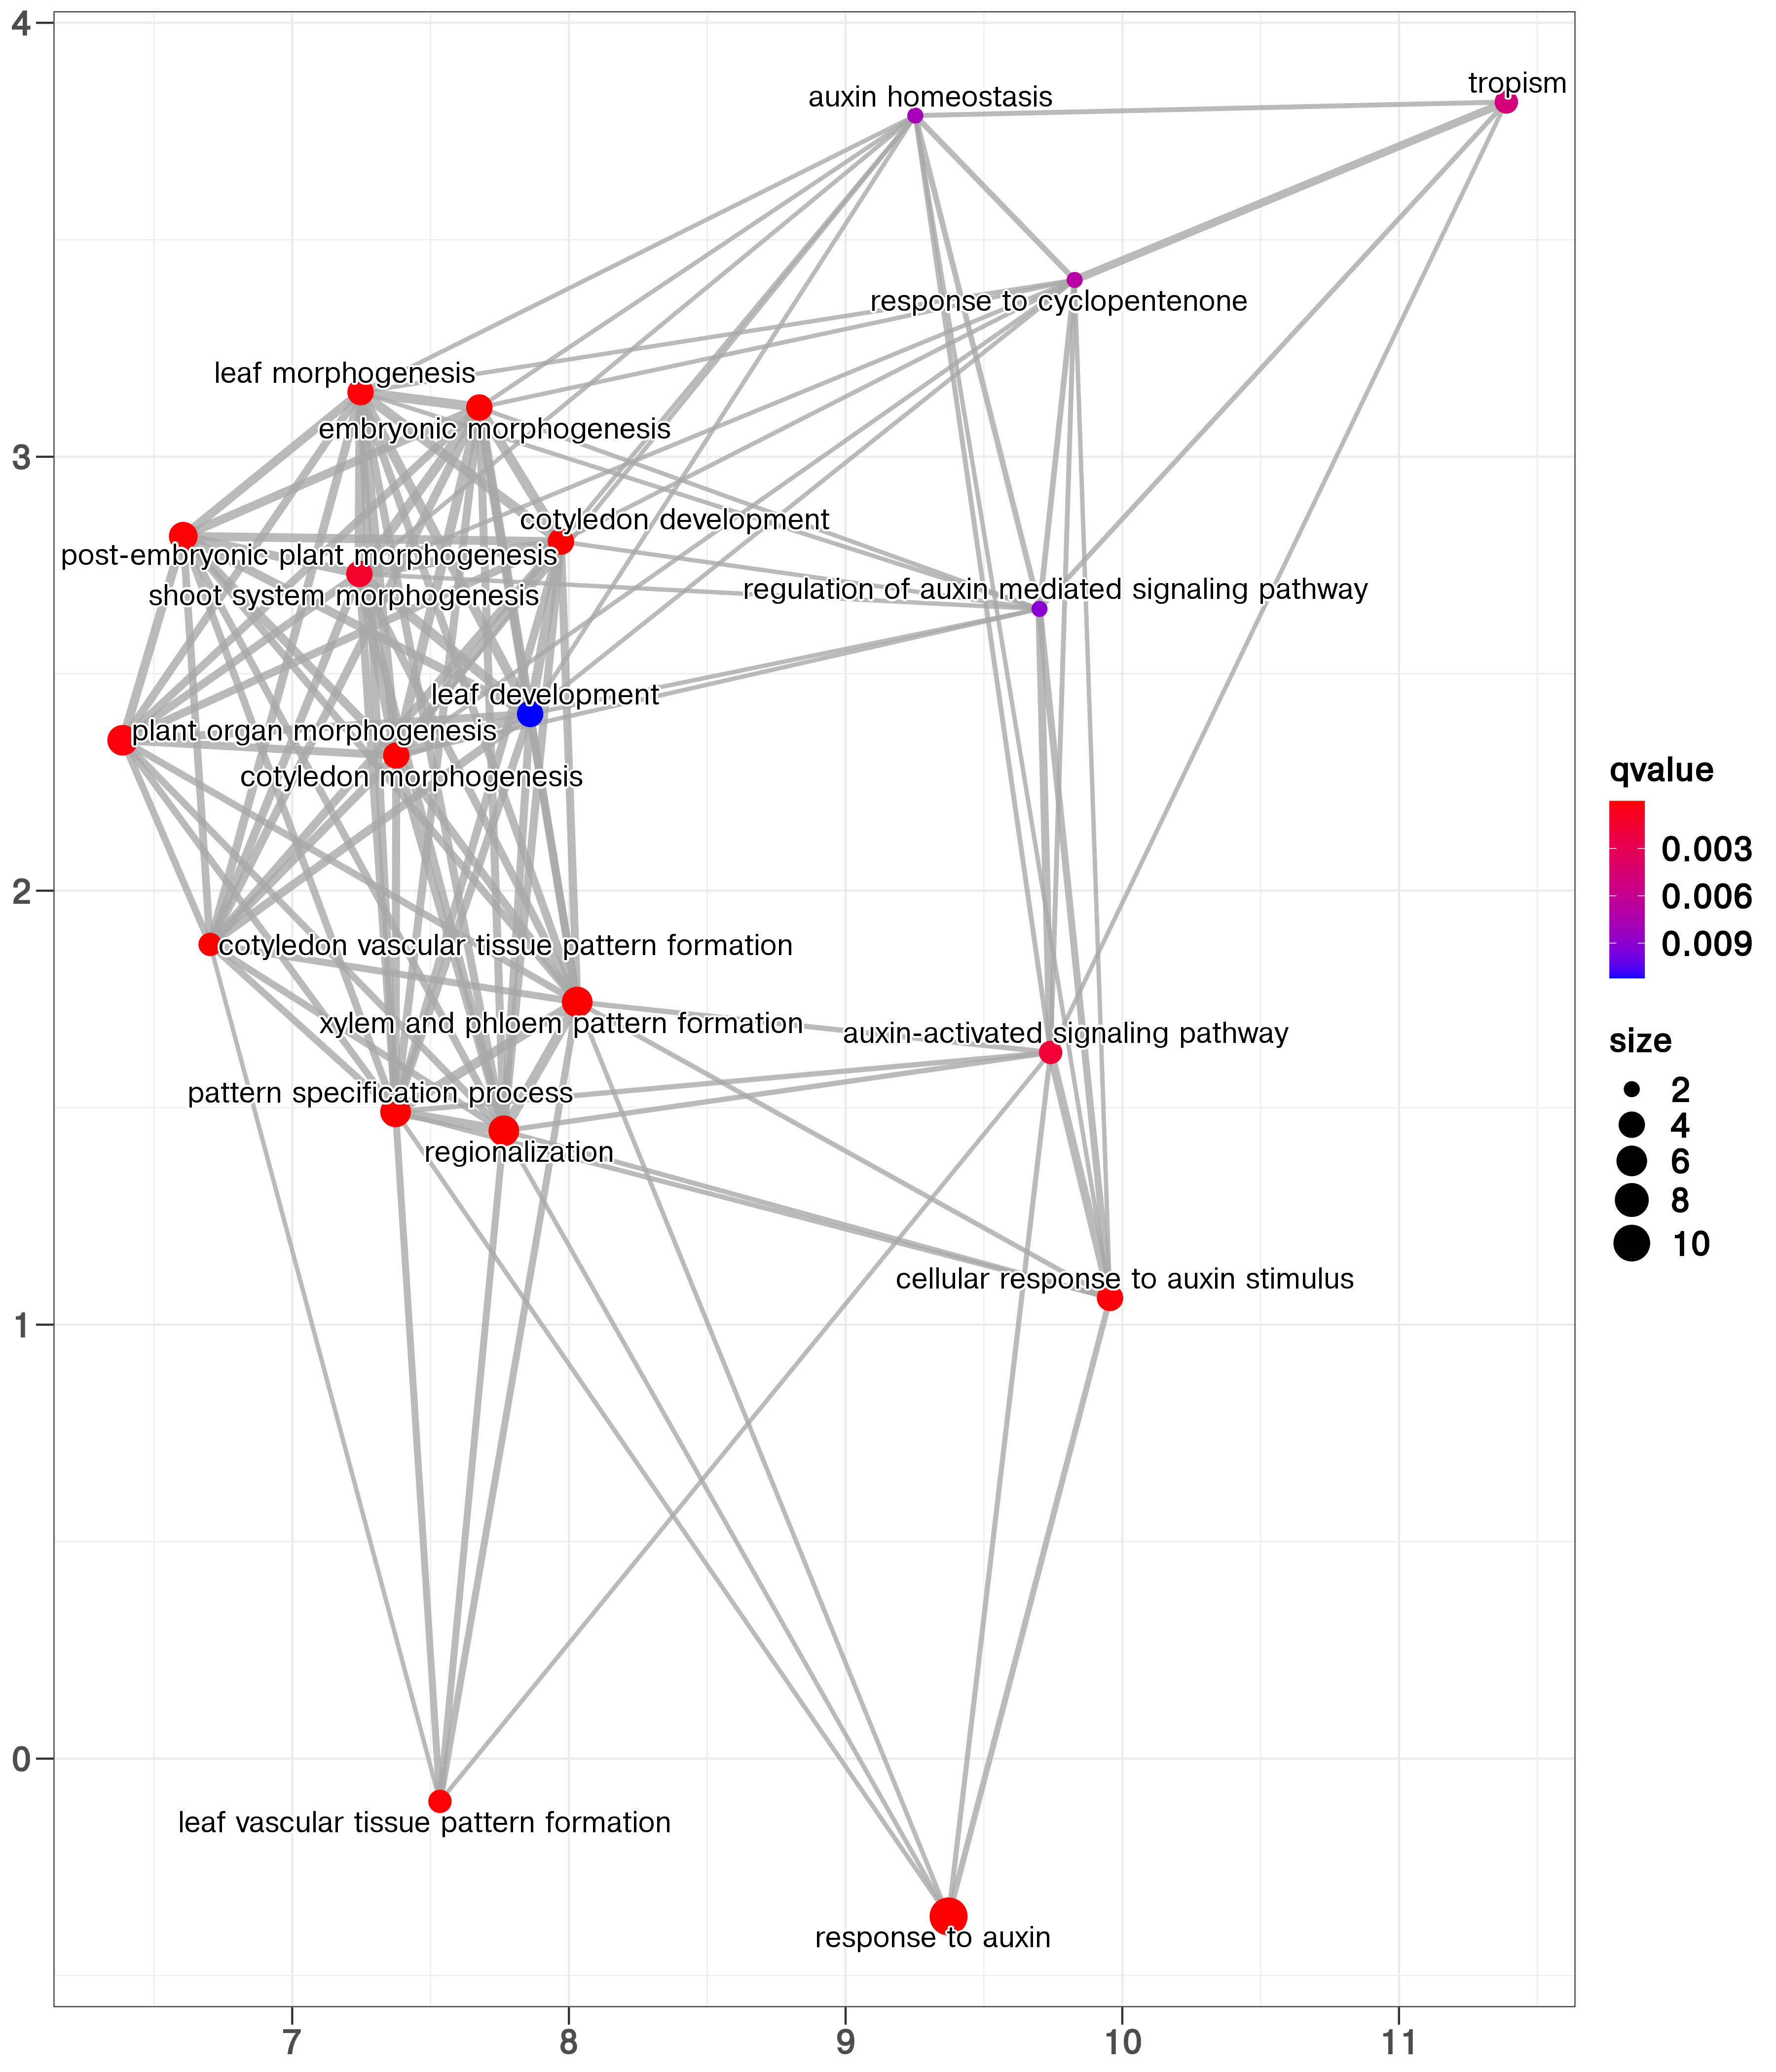 4
3
2
1
0
tropism
auxin homeostasis
response to cyclopentenone
leaf morphogenesis
embryonic morphogenesis
cotyledon development
post-embryonic plant morphogenesis
shoot system morphogenesis
regulation of auxin mediated signaling pathway
leaf development
plant organ morphogenesis
cotyledon morphogenesis
cotyledon vascular tissue pattern formation
xylem and phloem pattern formation
auxin-activated signaling pathway
pattern specification process
regionalization
cellular response to auxin stimulus
leaf vascular tissue pattern formation
response to auxin
7 8 9 10 11
qvalue
0.003
0.006
0.009
size
2
4
6
8
10